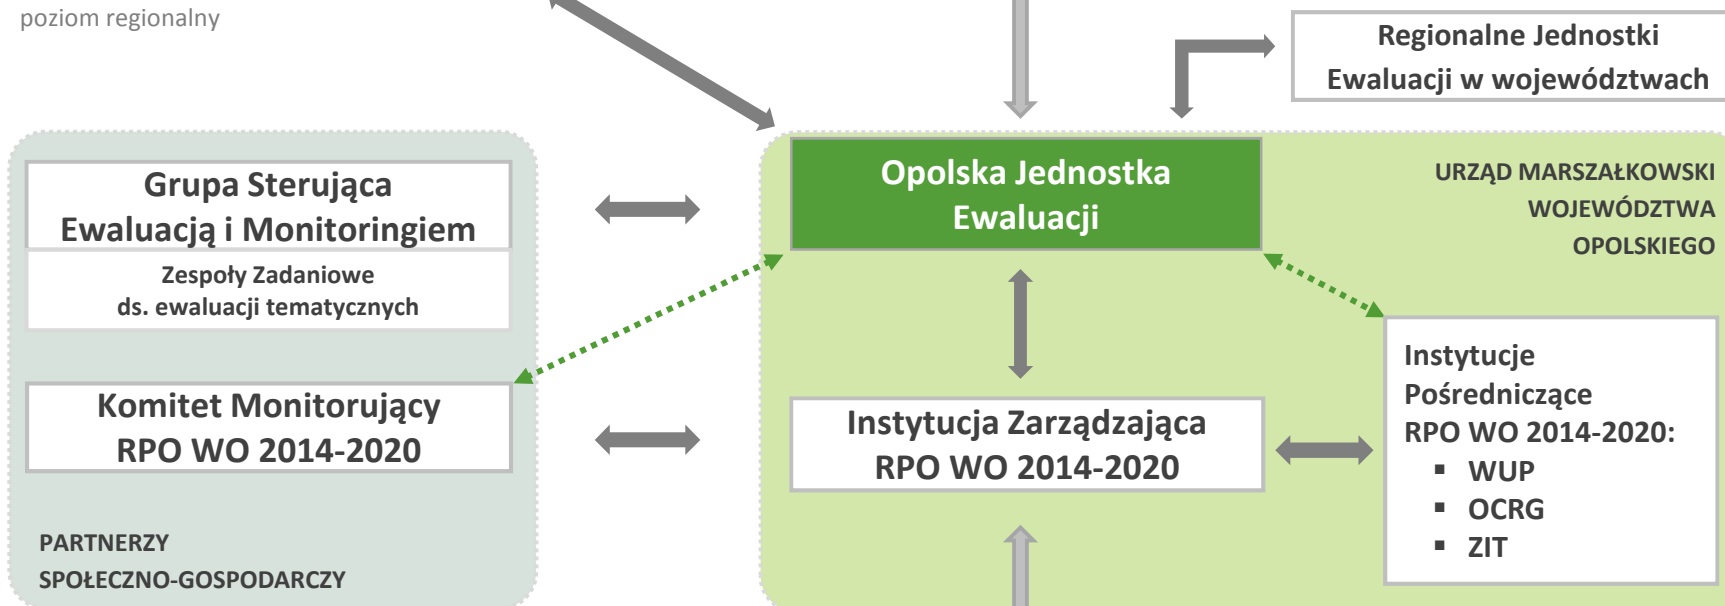 poziom regionalny
Regionalne Jednostki
Ewaluacji w województwach
Grupa Sterująca
Ewaluacją i Monitoringiem
Zespoły Zadaniowe
ds. ewaluacji tematycznych
Opolska Jednostka
Ewaluacji
URZĄD MARSZAŁKOWSKI
WOJEWÓDZTWA
OPOLSKIEGO
Komitet Monitorujący
RPO WO 2014-2020
Instytucja Zarządzająca
RPO WO 2014-2020
Instytucje
Pośredniczące
RPO WO 2014-2020:
▪ WUP
▪ OCRG
▪ ZIT
PARTNERZY
SPOŁECZNO-GOSPODARCZY